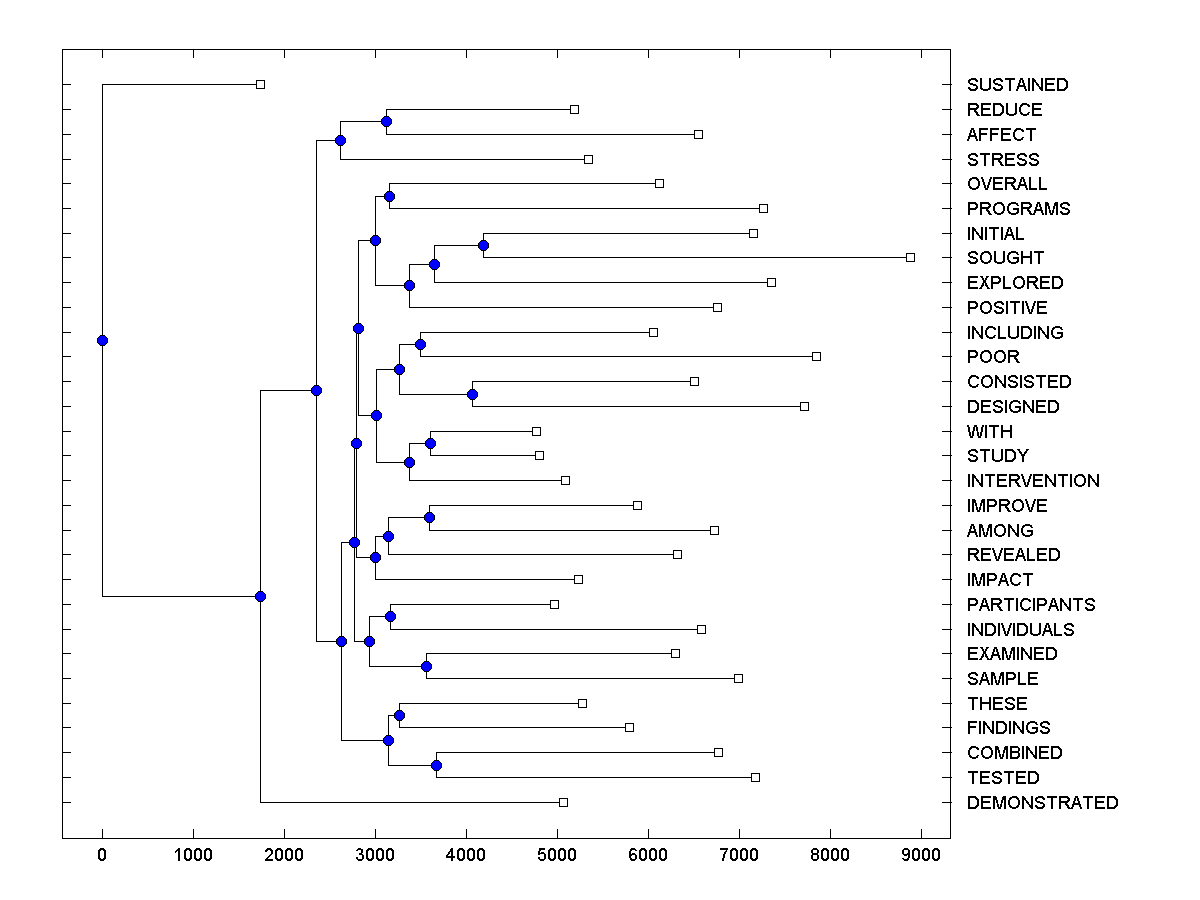 SUSTAINED
REDUCE
AFFECT
STRESS
OVERALL
PROGRAMS
INITIAL
SOUGHT
EXPLORED
POSITIVE
INCLUDING
POOR
CONSISTED
DESIGNED
WITH
STUDY
INTERVENTION
IMPROVE
AMONG
REVEALED
IMPACT
PARTICIPANTS
INDIVIDUALS
EXAMINED
SAMPLE
THESE
FINDINGS
COMBINED
TESTED
DEMONSTRATED
0 1000 2000 3000 4000 5000 6000 7000 8000 9000